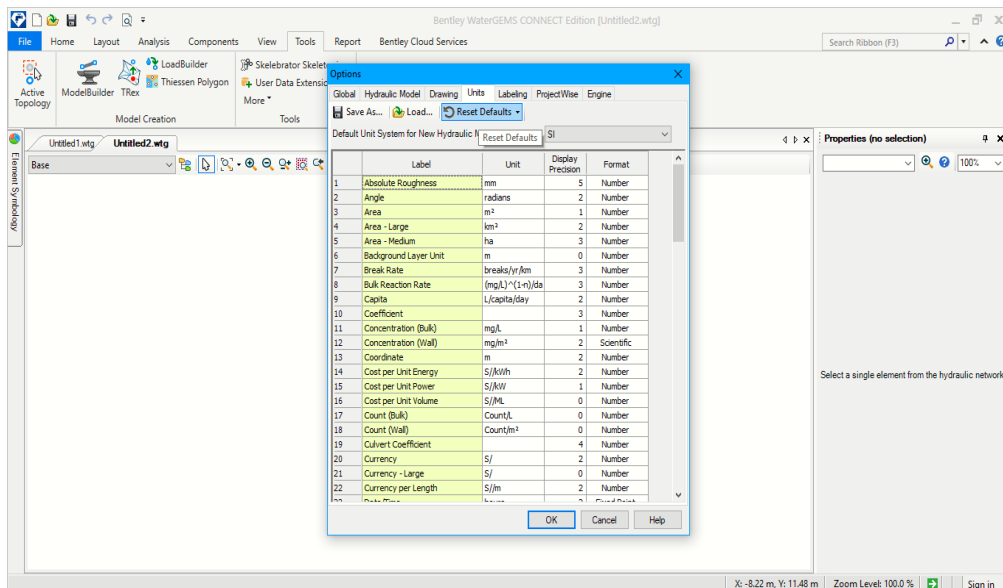 Bentley WaterGEMS CONNECT Edition [Untitled2.wtg]
File Home Layout Analysis Components View Tools Report Bentley Cloud Services
Search Ribbon (F3)
Active Topology
ModelBuilder
TRex
LoadBuilder
Thiessen Polygon
Model Creation
Skelebrator Skelet
User Data Extensio
More
Tools
Untitled1.wtg Untitled2.wtg
Element Symbology
Base
Options
Global Hydraulic Model Drawing Units Labeling ProjectWise Engine
Save As... Load... Reset Defaults
Default Unit System for New Hydraulic M
Reset Defaults
SI
Label Unit Display Precision Format
1 Absolute Roughness mm 5 Number
2 Angle radians 2 Number
3 Area m² 1 Number
4 Area - Large km² 2 Number
5 Area - Medium ha 3 Number
6 Background Layer Unit m 0 Number
7 Break Rate breaks/yr/km 3 Number
8 Bulk Reaction Rate (mg/L)^(1-n)/da 3 Number
9 Capita L/capita/day 2 Number
10 Coefficient 3 Number
11 Concentration (Bulk) mg/L 1 Number
12 Concentration (Wall) mg/m² 2 Scientific
13 Coordinate m 2 Number
14 Cost per Unit Energy S//kWh 2 Number
15 Cost per Unit Power S//kW 1 Number
16 Cost per Unit Volume S//ML 0 Number
17 Count (Bulk) Count/L 0 Number
18 Count (Wall) Count/m² 0 Number
19 Culvert Coefficient 4 Number
20 Currency S/ 2 Number
21 Currency - Large S/ 0 Number
22 Currency per Length S//m 2 Number
OK Cancel Help
Properties (no selection)
100%
Select a single element from the hydraulic network
X: -8.22 m, Y: 11.48 m Zoom Level: 100.0 % Sign in